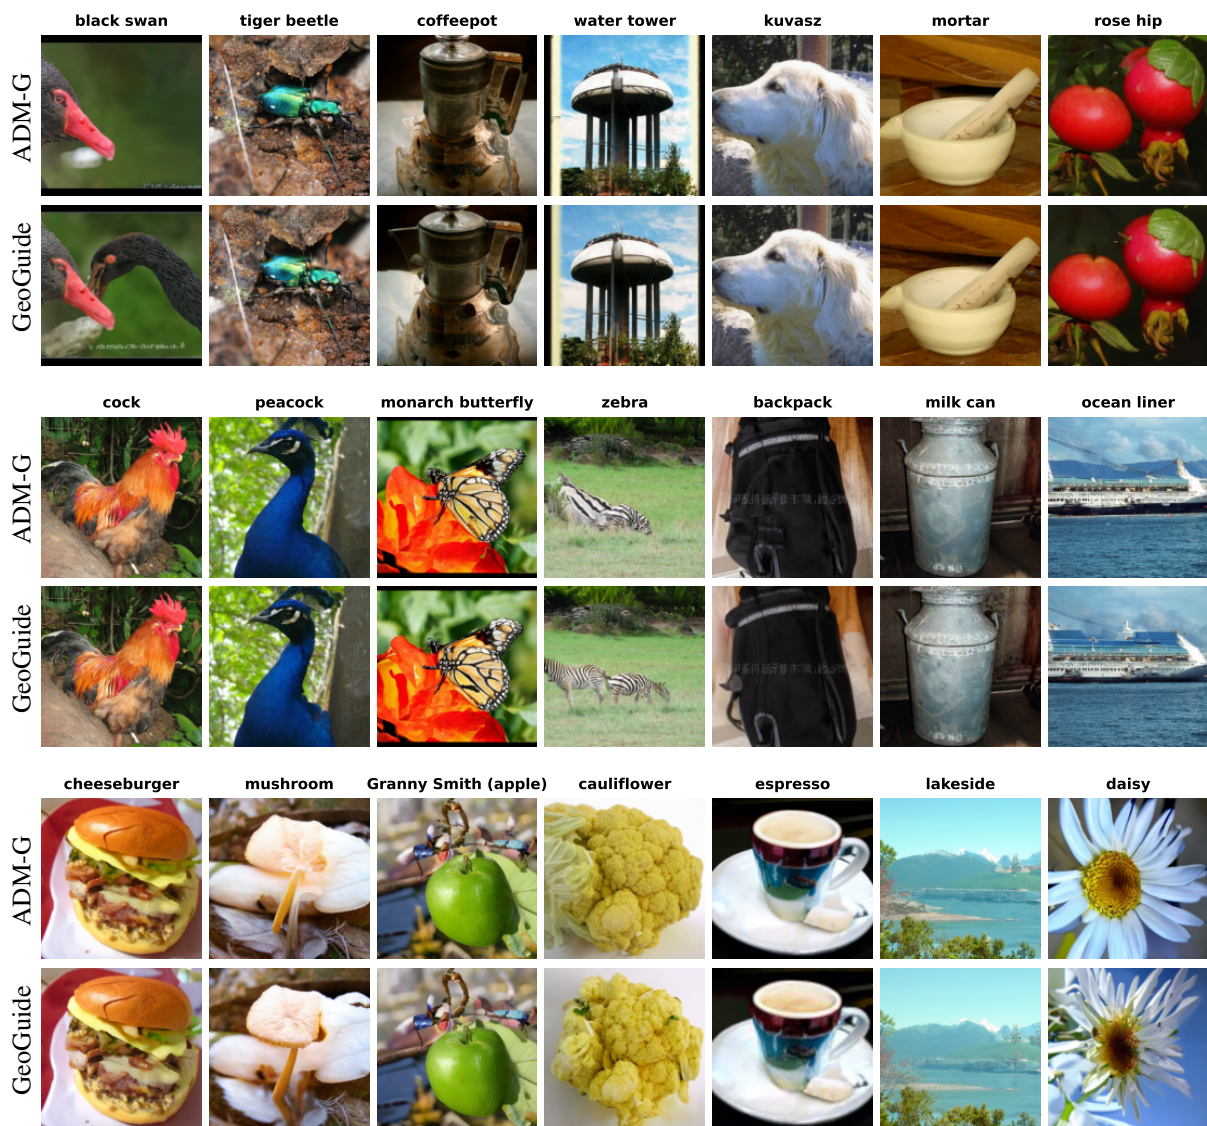 black swan tiger beetle coffeepot water tower kuvasz mortar rose hip
ADM-G
GeoGuide
cock peacock monarch butterfly zebra backpack milk can ocean liner
ADM-G
GeoGuide
cheeseburger mushroom Granny Smith (apple) cauliflower espresso lakeside daisy
ADM-G
GeoGuide